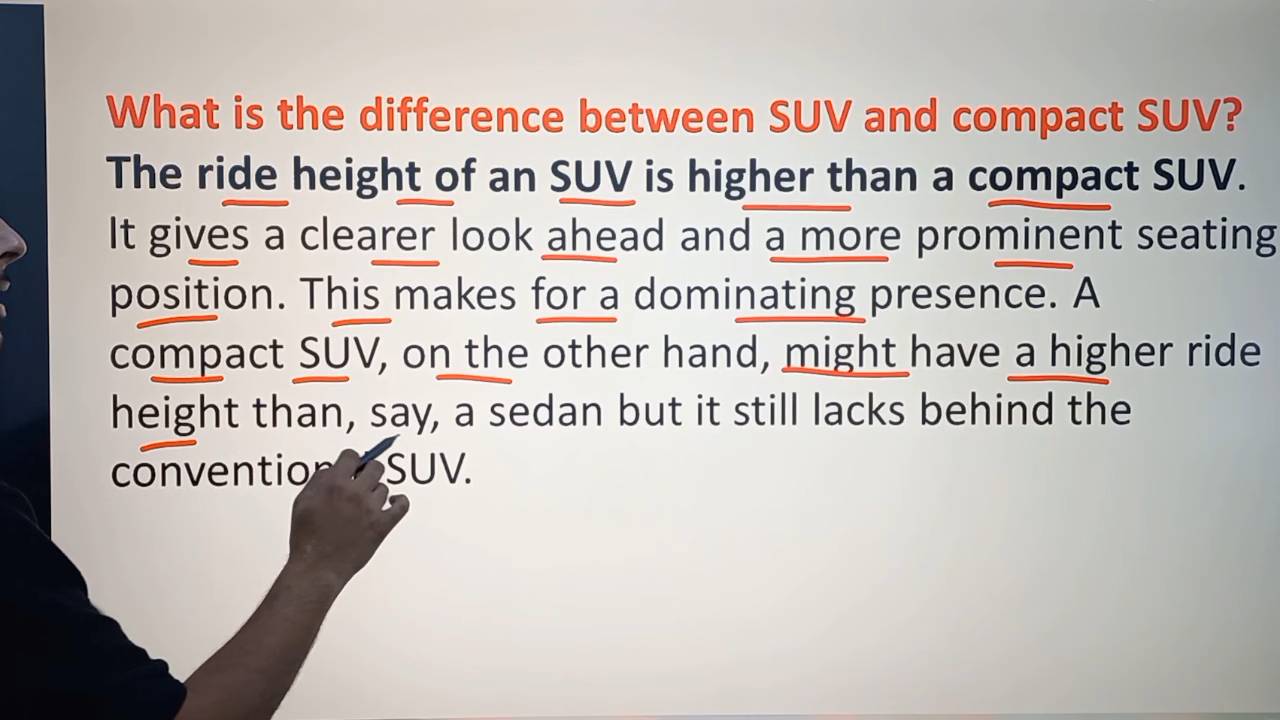 What is the difference between SUV and compact SUV?
The ride height of an SUV is higher than a compact SUV.
It gives a clearer look ahead and a more prominent seating
position. This makes for a dominating presence. A
compact SUV, on the other hand, might have a higher ride
height than, say, a sedan but it still lacks behind the
SUV.